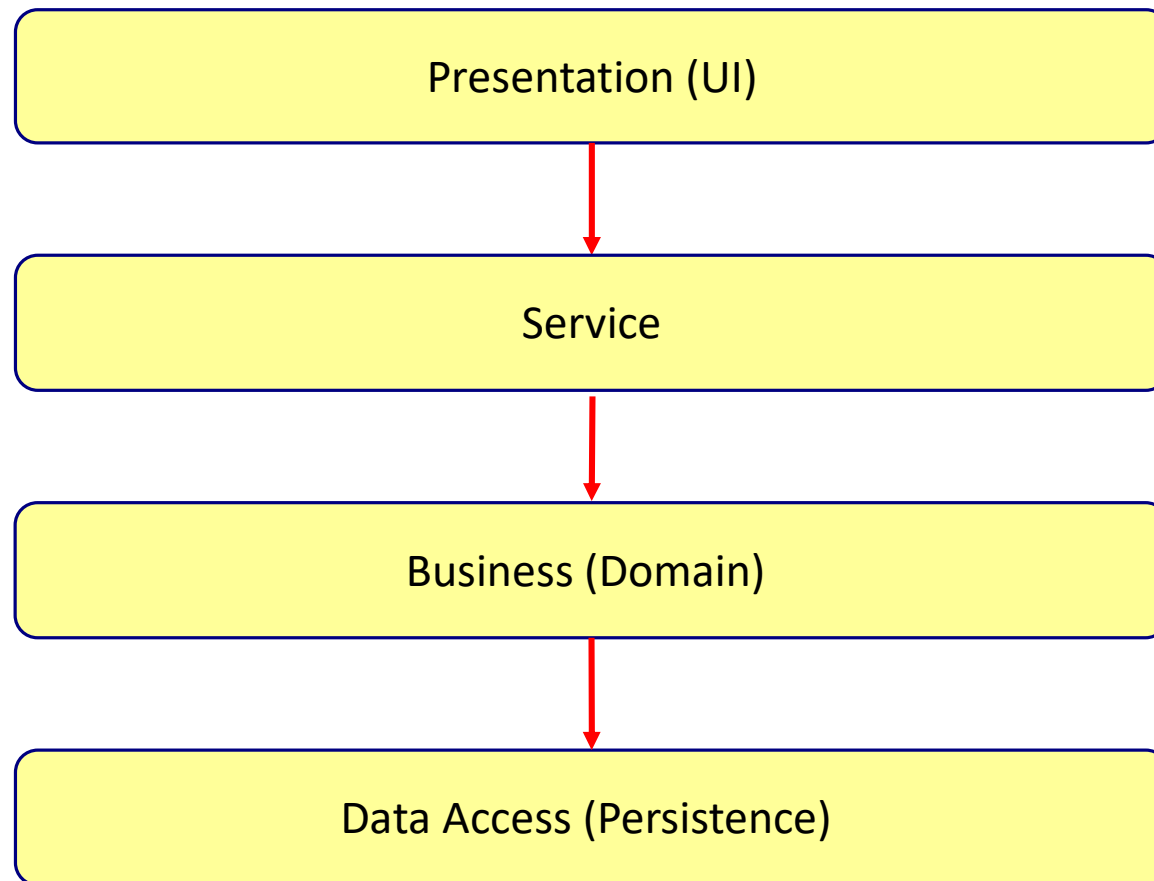 Presentation (UI)
Service
Business (Domain)
Data Access (Persistence)